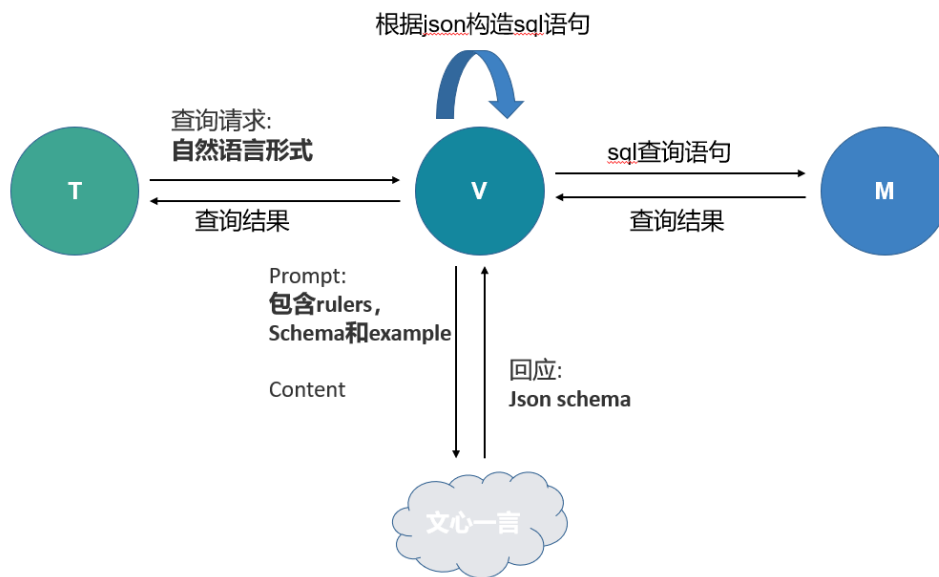 根据json构造sql语句
查询请求:
自然语言形式
T
V
M
sql查询语句
查询结果
查询结果
Prompt:
包含rulers，
Schema和example
Content
回应:
Json schema
文心一言